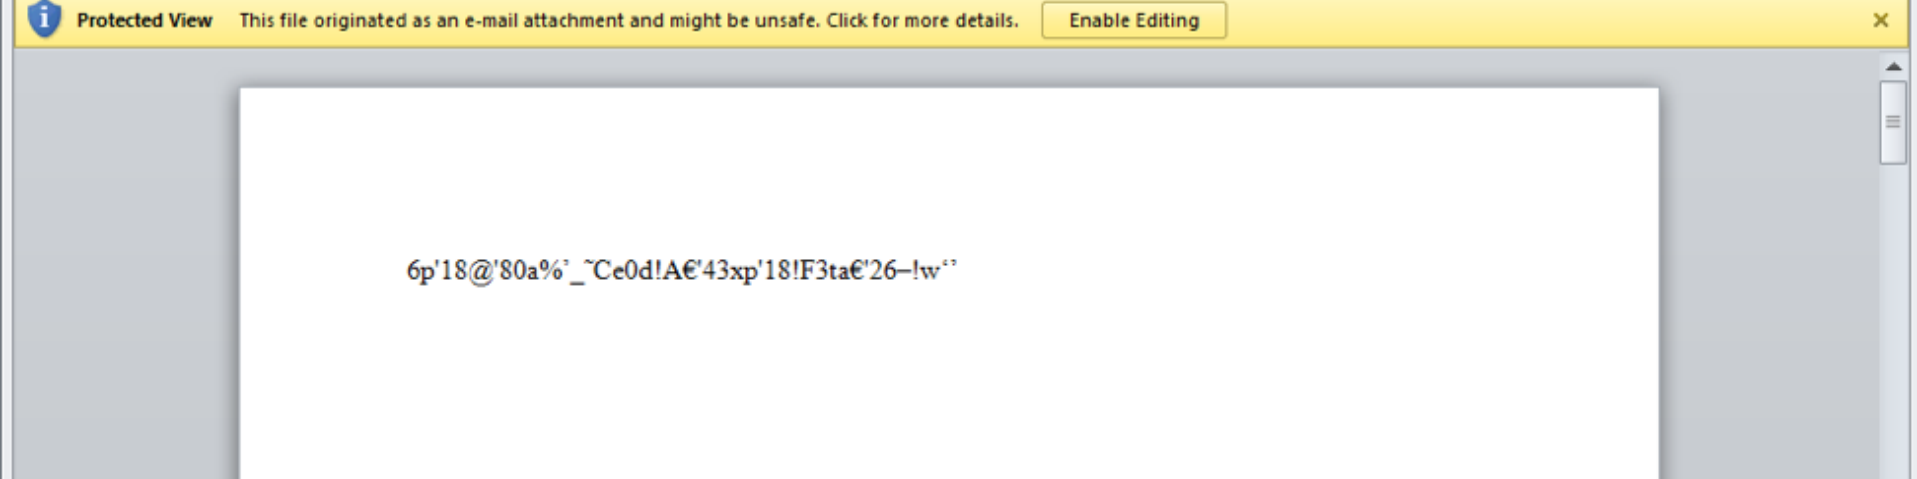 Protected View This file originated as an e-mail attachment and might be unsafe. Click for more details. Enable Editing
6p'18@'80a%’_˜Ce0d!A€'43xp'18!F3ta€'26–!w‘’